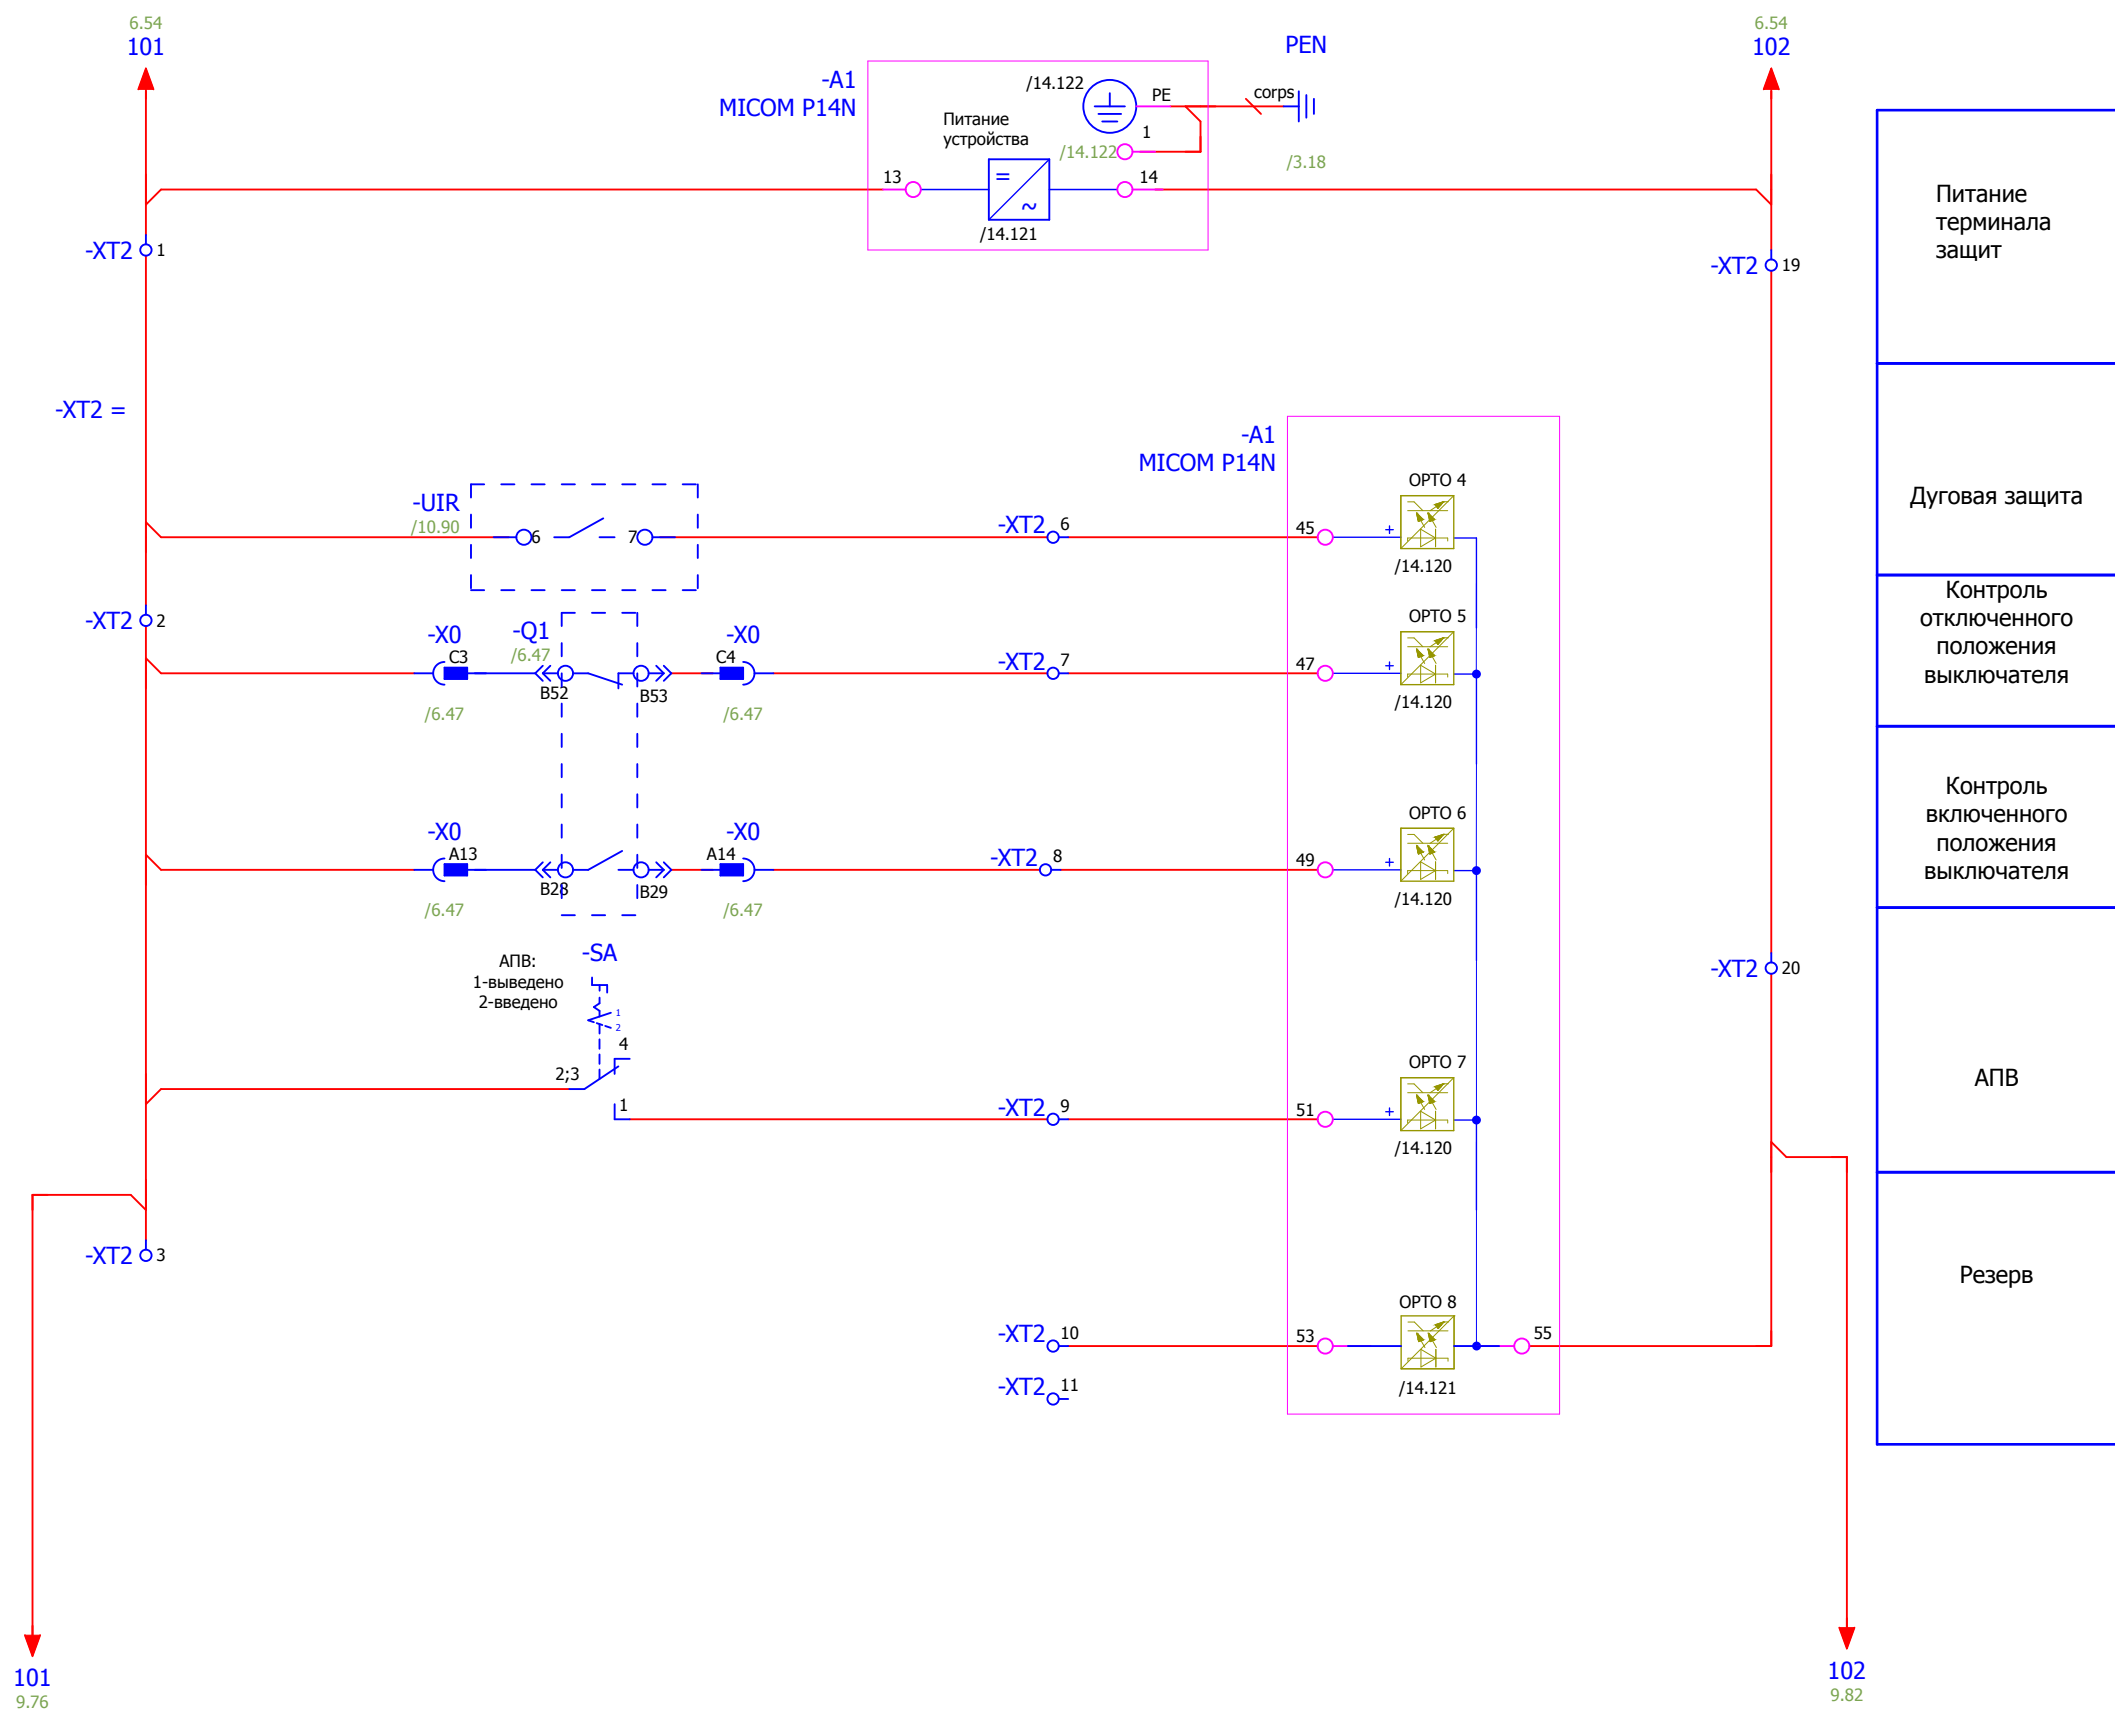 6.54
101
6.54
102
PEN
-A1
MICOM P14N
/14.122
PE
corps
Питание
устройства
1
/14.122
/3.18
13
=
~
14
/14.121
Питание
терминала
защит
-XT2
1
-XT2
19
-XT2 =
-A1
MICOM P14N
Дуговая защита
-UIR
/10.90
6
7
-XT2
6
45
+
OPTO 4
/14.120
-XT2
2
Контроль
отключенного
положения
выключателя
-X0
C3
/6.47
-Q1
/6.47
B52
B53
-X0
C4
/6.47
-XT2
7
47
+
OPTO 5
/14.120
Контроль
включенного
положения
выключателя
-X0
A13
/6.47
B28
B29
-X0
A14
/6.47
-XT2
8
49
+
OPTO 6
/14.120
АПВ:
1-выведено
2-введено
-SA
1
2
4
2;3
1
-XT2
9
51
+
OPTO 7
/14.120
-XT2
20
АПВ
-XT2
3
Резерв
-XT2
10
53
OPTO 8
55
/14.121
-XT2
11
101
9.76
102
9.82